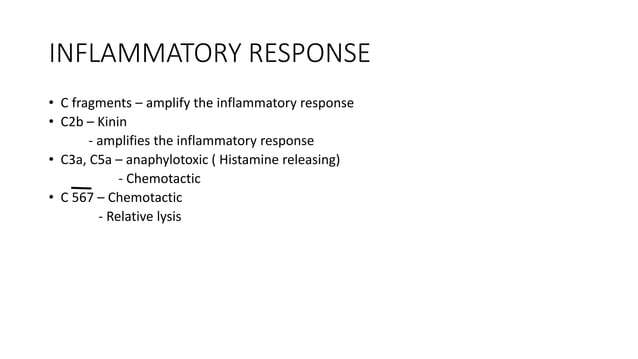 INFLAMMATORY RESPONSE
• C fragments – amplify the inflammatory response
• C2b – Kinin
- amplifies the inflammatory response
• C3a, C5a – anaphylotoxic ( Histamine releasing)
- Chemotactic
• C 567 – Chemotactic
- Relative lysis